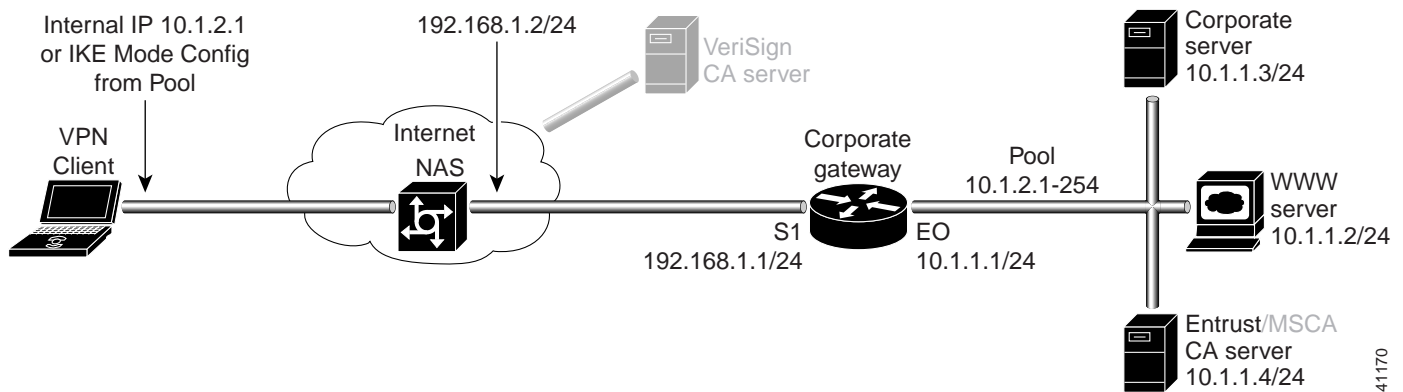 Internal IP 10.1.2.1
or IKE Mode Config
from Pool
192.168.1.2/24
VeriSign
CA server
Corporate
server
10.1.1.3/24
VPN
Client
Internet
NAS
Corporate
gateway
Pool
10.1.2.1-254
WWW
server
10.1.1.2/24
S1
EO
192.168.1.1/24
10.1.1.1/24
Entrust/MSCA
CA server
10.1.1.4/24
41170